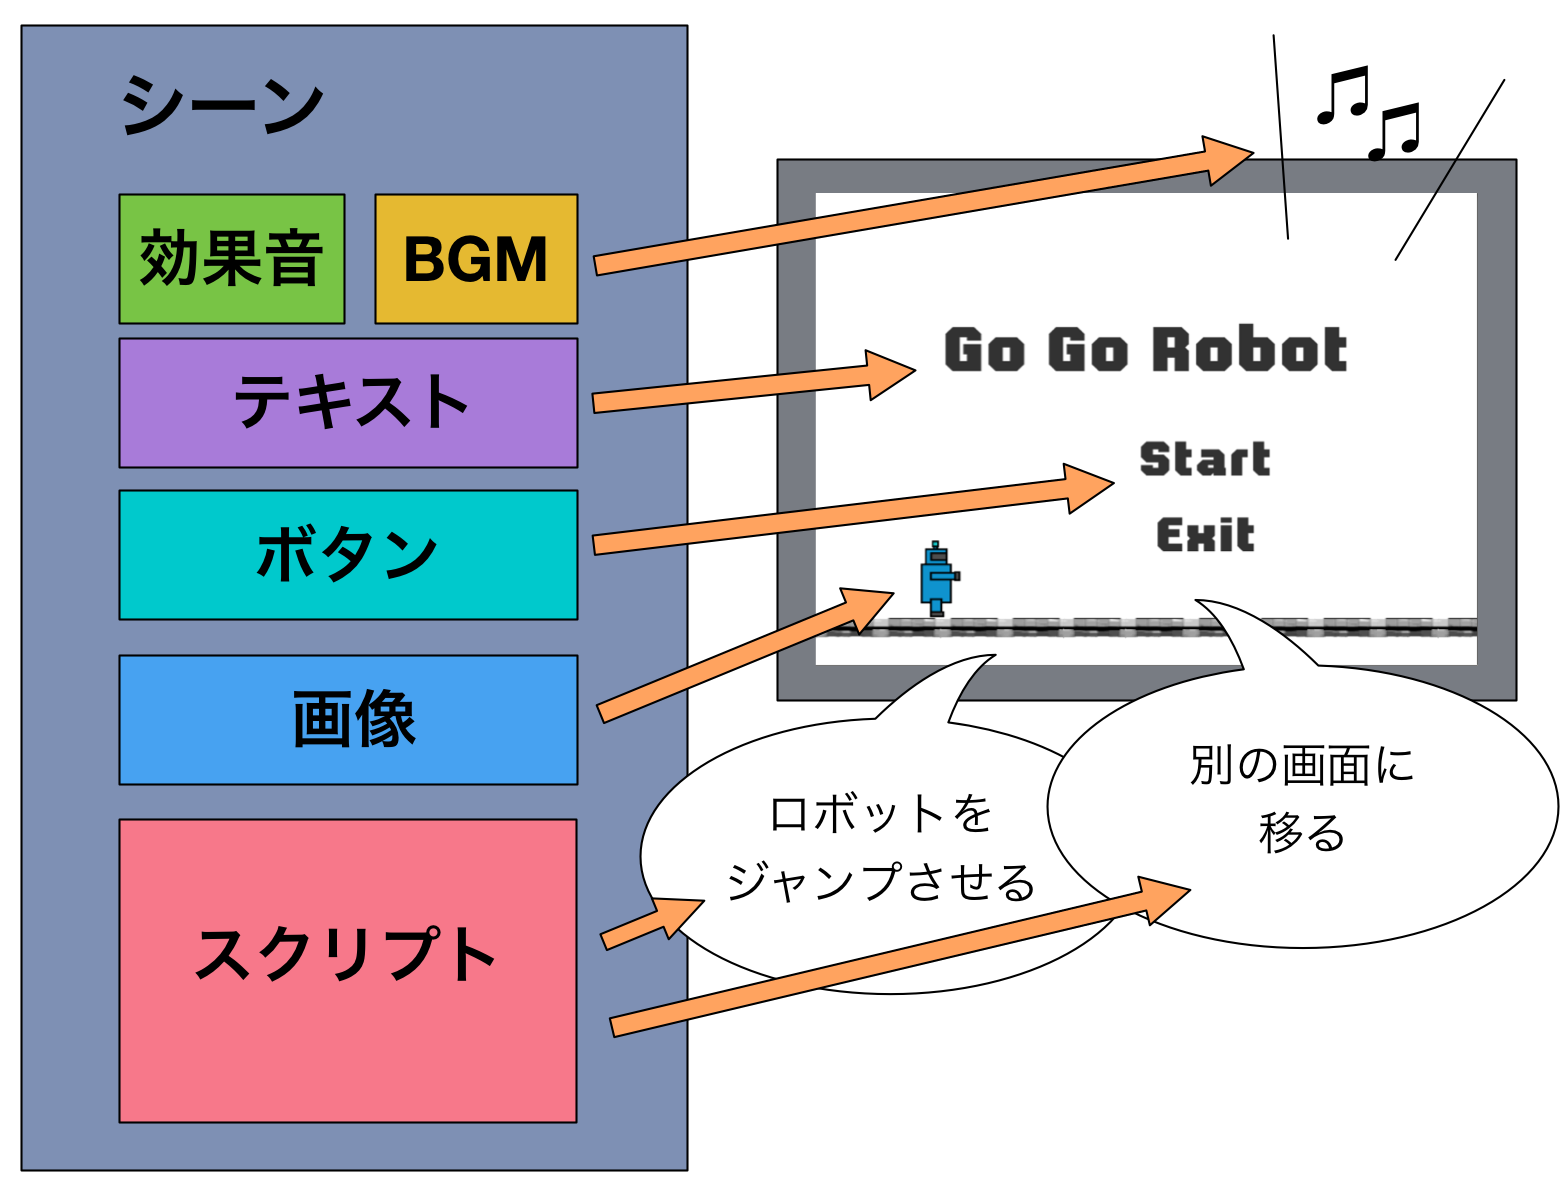 シーン
効果音
BGM
テキスト
ボタン
画像
スクリプト
Go Go Robot
Start
Exit
ロボットを
ジャンプさせる
別の画面に
移る